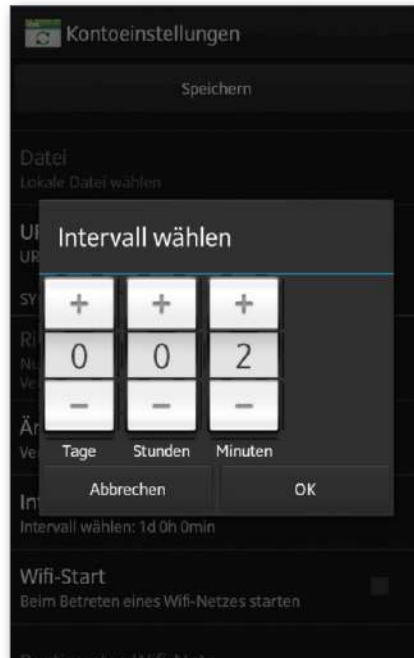 Kontoeinstellungen
Speichern
Datei
Lokale Datei wählen
Intervall wählen
+ + +
0 0 2
− − −
Tage Stunden Minuten
Abbrechen OK
Intervall wählen: 1d 0h 0min
Wifi-Start
Beim Betreten eines Wifi-Netzes starten